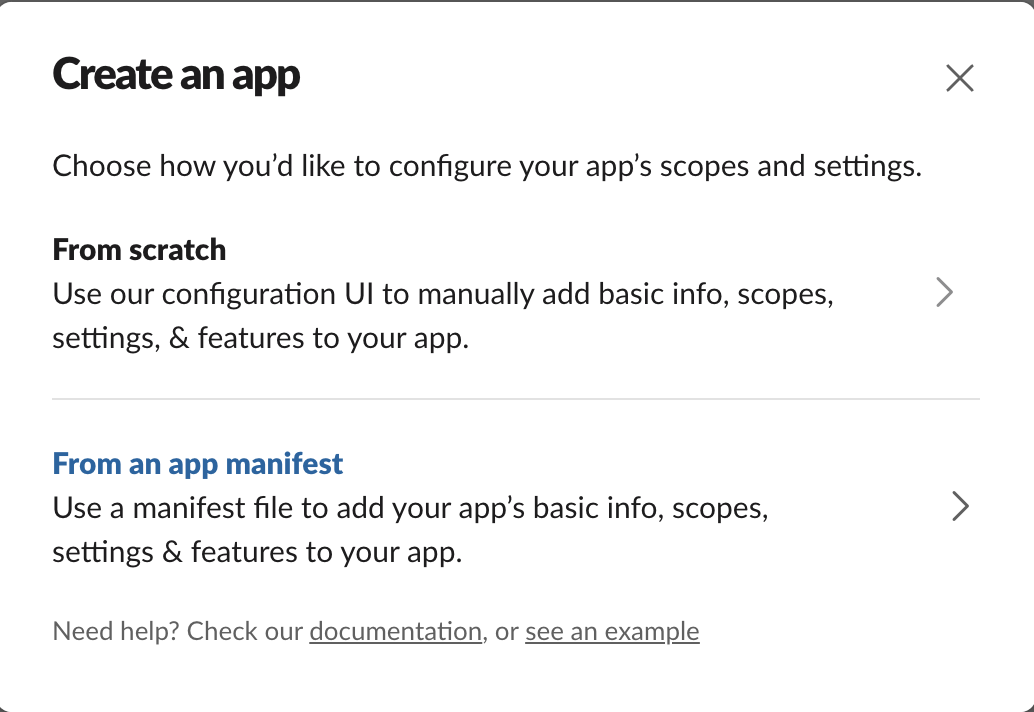 Create an app
Choose how you’d like to configure your app’s scopes and settings.
From scratch
Use our configuration UI to manually add basic info, scopes,
settings, & features to your app.
From an app manifest
Use a manifest file to add your app’s basic info, scopes,
settings & features to your app.
Need help? Check our documentation, or see an example